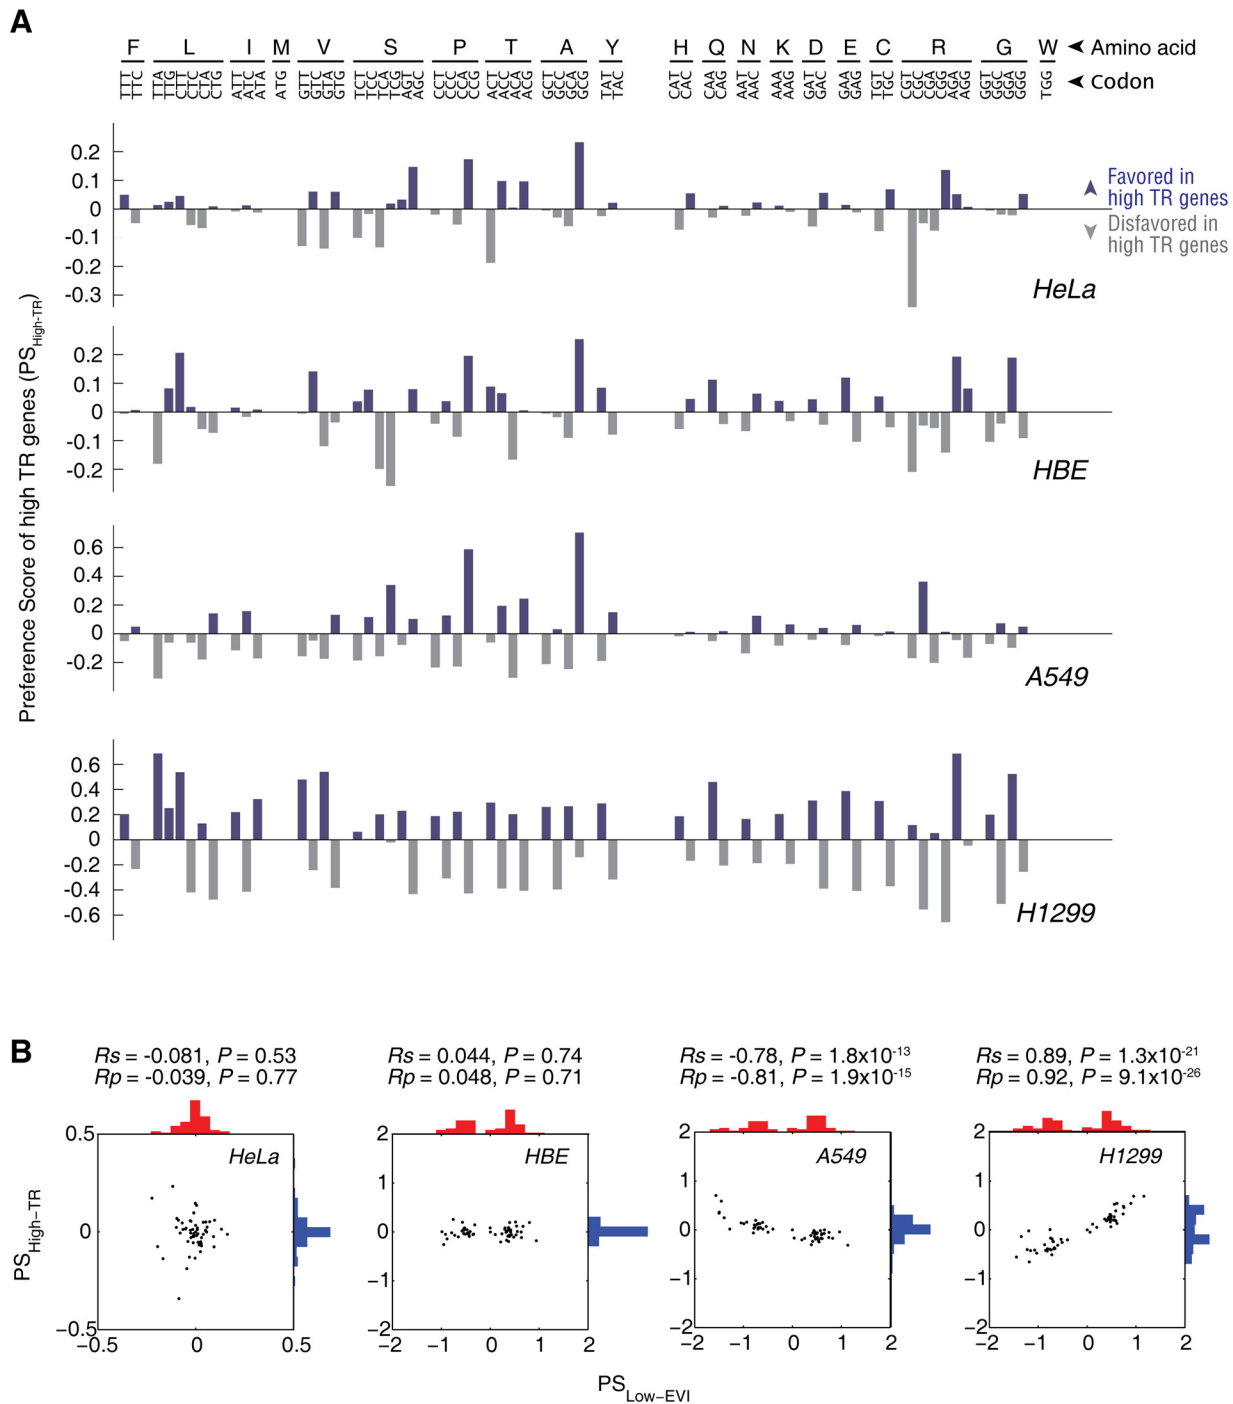 A
F L I M V S P T A Y H Q N K D E C R G W Amino acid
TTT TTC TTA TTG CTT CTC CTA CTG ATT ATC ATA ATG GTT GTC GTA GTG TCT TCC TCA TCG AGT AGC CCT CCC CCA CCG ACT ACC ACA ACG GCT GCC GCA GCG TAT TAC CAT CAC CAA CAG AAT AAC AAA AAG GAT GAC GAA GAG TGT TGC CGT CGC CGA CGG AGA AGG GGT GGC GGA GGG TGG Codon
Preference Score of high TR genes (PSHigh-TR)
0.2
0.1
0
-0.1
-0.2
-0.3
Favored in
high TR genes
Disfavored in
high TR genes
HeLa
0.2
0.1
0
-0.1
-0.2
HBE
0.6
0.4
0.2
0
-0.2
A549
0.6
0.4
0.2
0
-0.2
-0.4
-0.6
H1299
B
Rs = -0.081, P = 0.53
Rp = -0.039, P = 0.77
Rs = 0.044, P = 0.74
Rp = 0.048, P = 0.71
Rs = -0.78, P = 1.8x10-13
Rp = -0.81, P = 1.9x10-15
Rs = 0.89, P = 1.3x10-21
Rp = 0.92, P = 9.1x10-26
PSHigh−TR
0.5
0
−0.5
HeLa
−0.5 0 0.5
2
1
0
−1
−2
HBE
−2 −1 0 1 2
2
1
0
−1
−2
A549
−2 −1 0 1 2
2
1
0
−1
−2
H1299
−2 −1 0 1 2
PSLow−EVI